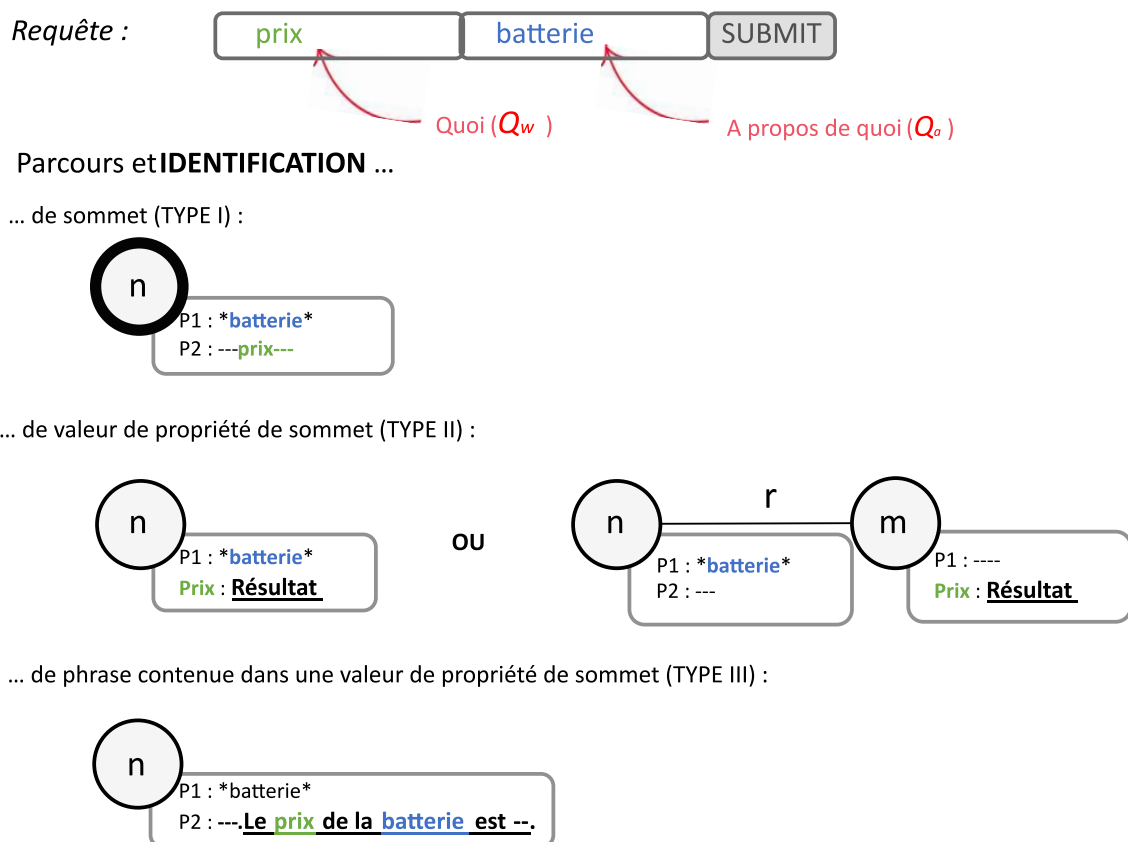 Requête : prix batterie SUBMIT
Quoi (Qw ) A propos de quoi (Qa )
Parcours et IDENTIFICATION ...
... de sommet (TYPE I) :
n
P1 : *batterie*
P2 : ---prix---
... de valeur de propriété de sommet (TYPE II) :
n
P1 : *batterie*
Prix : Résultat
OU
n r m
P1 : *batterie*
P2 : ---
P1 : ----
Prix : Résultat
... de phrase contenue dans une valeur de propriété de sommet (TYPE III) :
n
P1 : *batterie*
P2 : ---.Le prix de la batterie est --.